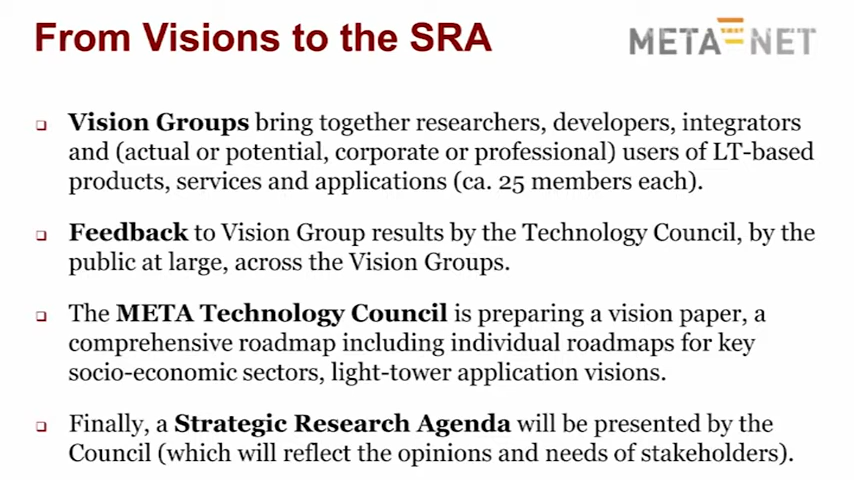 From Visions to the SRA
META NET
❑ Vision Groups bring together researchers, developers, integrators
and (actual or potential, corporate or professional) users of LT-based
products, services and applications (ca. 25 members each).
❑ Feedback to Vision Group results by the Technology Council, by the
public at large, across the Vision Groups.
❑ The META Technology Council is preparing a vision paper, a
comprehensive roadmap including individual roadmaps for key
socio-economic sectors, light-tower application visions.
❑ Finally, a Strategic Research Agenda will be presented by the
Council (which will reflect the opinions and needs of stakeholders).